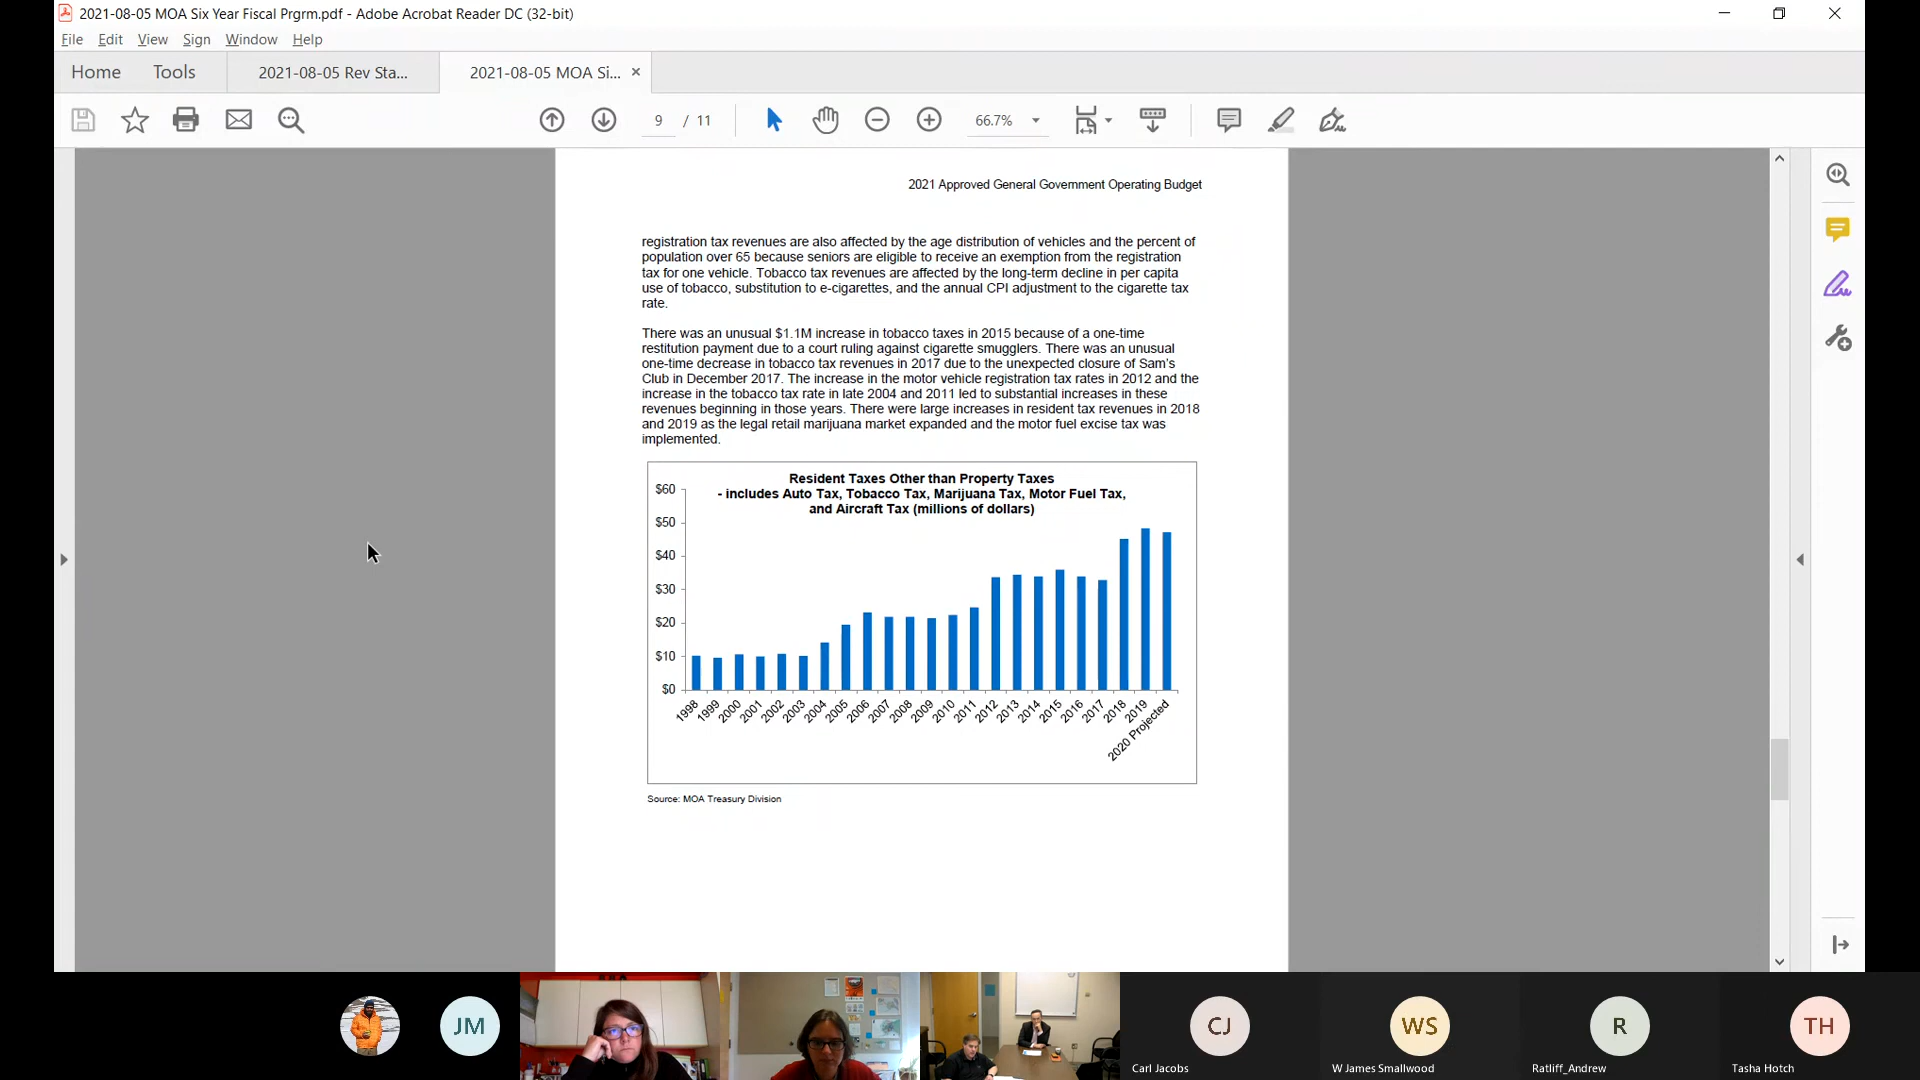 2021-08-05 MOA Six Year Fiscal Prgrm.pdf - Adobe Acrobat Reader DC (32-bit)
File Edit View Sign Window Help
Home Tools 2021-08-05 Rev Sta... 2021-08-05 MOA Si... ×
9 / 11 66.7%
2021 Approved General Government Operating Budget
registration tax revenues are also affected by the age distribution of vehicles and the percent of
population over 65 because seniors are eligible to receive an exemption from the registration
tax for one vehicle. Tobacco tax revenues are affected by the long-term decline in per capita
use of tobacco, substitution to e-cigarettes, and the annual CPI adjustment to the cigarette tax
rate.
There was an unusual $1.1M increase in tobacco taxes in 2015 because of a one-time
restitution payment due to a court ruling against cigarette smugglers. There was an unusual
one-time decrease in tobacco tax revenues in 2017 due to the unexpected closure of Sam's
Club in December 2017. The increase in the motor vehicle registration tax rates in 2012 and the
increase in the tobacco tax rate in late 2004 and 2011 led to substantial increases in these
revenues beginning in those years. There were large increases in resident tax revenues in 2018
and 2019 as the legal retail marijuana market expanded and the motor fuel excise tax was
implemented.
Resident Taxes Other than Property Taxes
- includes Auto Tax, Tobacco Tax, Marijuana Tax, Motor Fuel Tax,
and Aircraft Tax (millions of dollars)
$60
$50
$40
$30
$20
$10
$0
1998 1999 2000 2001 2002 2003 2004 2005 2006 2007 2008 2009 2010 2011 2012 2013 2014 2015 2016 2017 2018 2019 2020 Projected
Source: MOA Treasury Division
JM CJ WS R TH
Carl Jacobs W James Smallwood Ratliff_Andrew Tasha Hotch